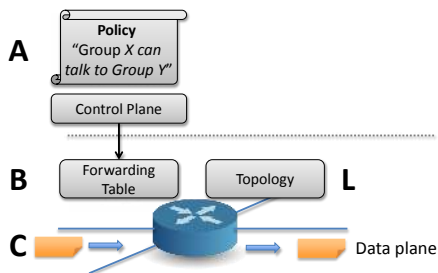 A
Policy
“Group X can
talk to Group Y”
Control Plane
B
Forwarding
Table
Topology
L
C
Data plane